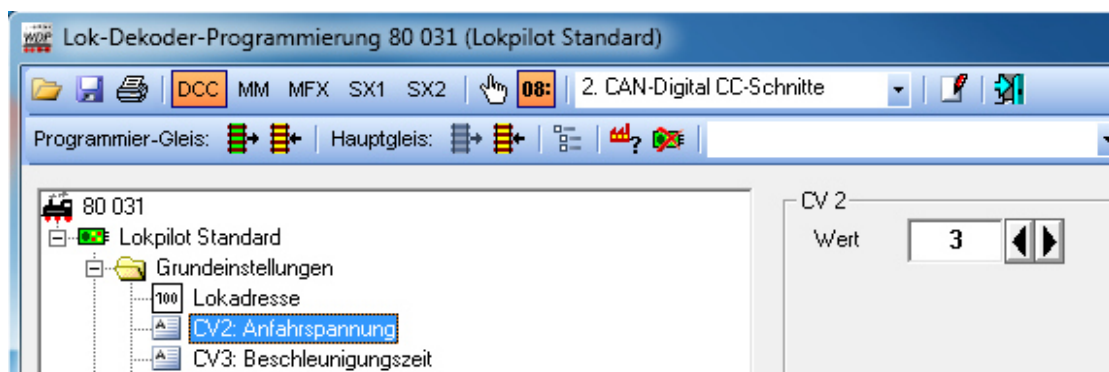 WDP Lok-Dekoder-Programmierung 80 031 (Lokpilot Standard)
DCC MM MFX SX1 SX2 08: 2. CAN-Digital CC-Schnitte
Programmier-Gleis: Hauptgleis: ?
80 031
Lokpilot Standard
Grundeinstellungen
100 Lokadresse
A CV2: Anfahrspannung
A CV3: Beschleunigungszeit
CV 2
Wert 3